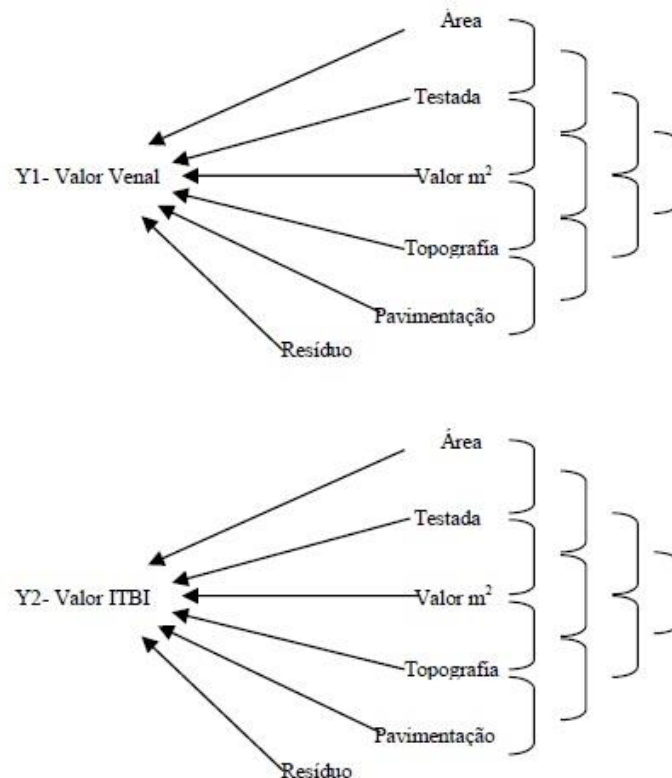 Área
Testada
Y1- Valor Venal
Valor m²
Topografia
Pavimentação
Resíduo
Área
Testada
Y2- Valor ITBI
Valor m²
Topografia
Pavimentação
Resíduo